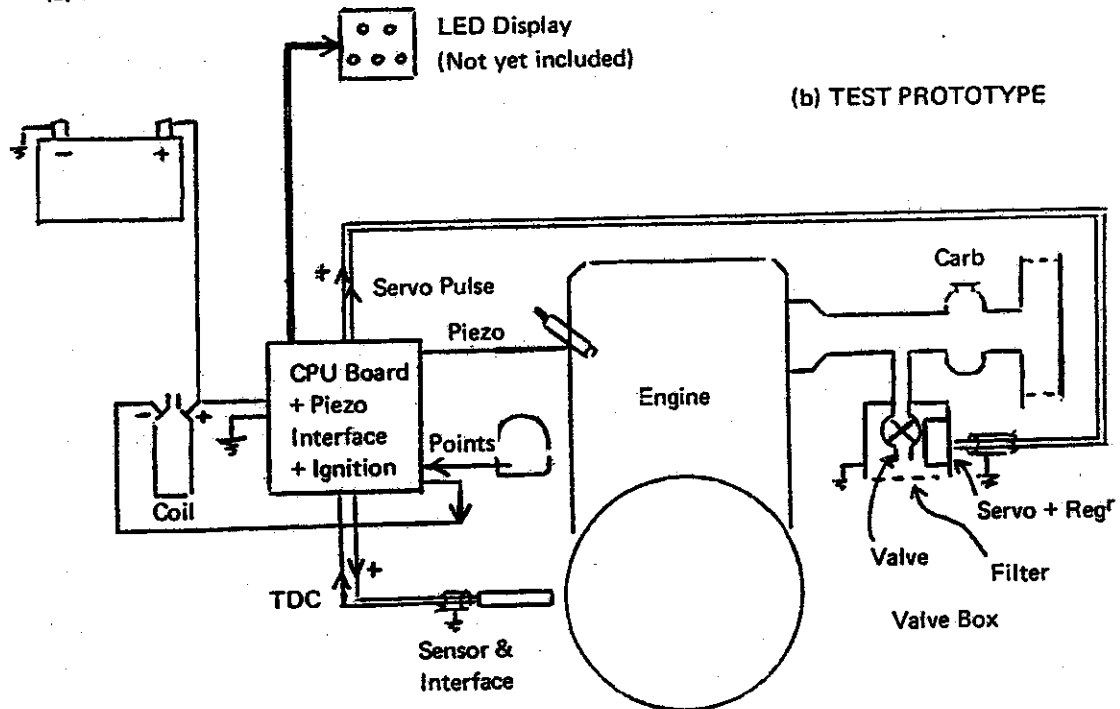 LED Display
(Not yet included)
(b) TEST PROTOTYPE
- +
+
Servo Pulse
Carb
Piezo
CPU Board
+ Piezo
Interface
+ Ignition
Engine
- +
Points
Coil
Servo + Regr
Valve
Filter
+
TDC
Valve Box
Sensor &
Interface